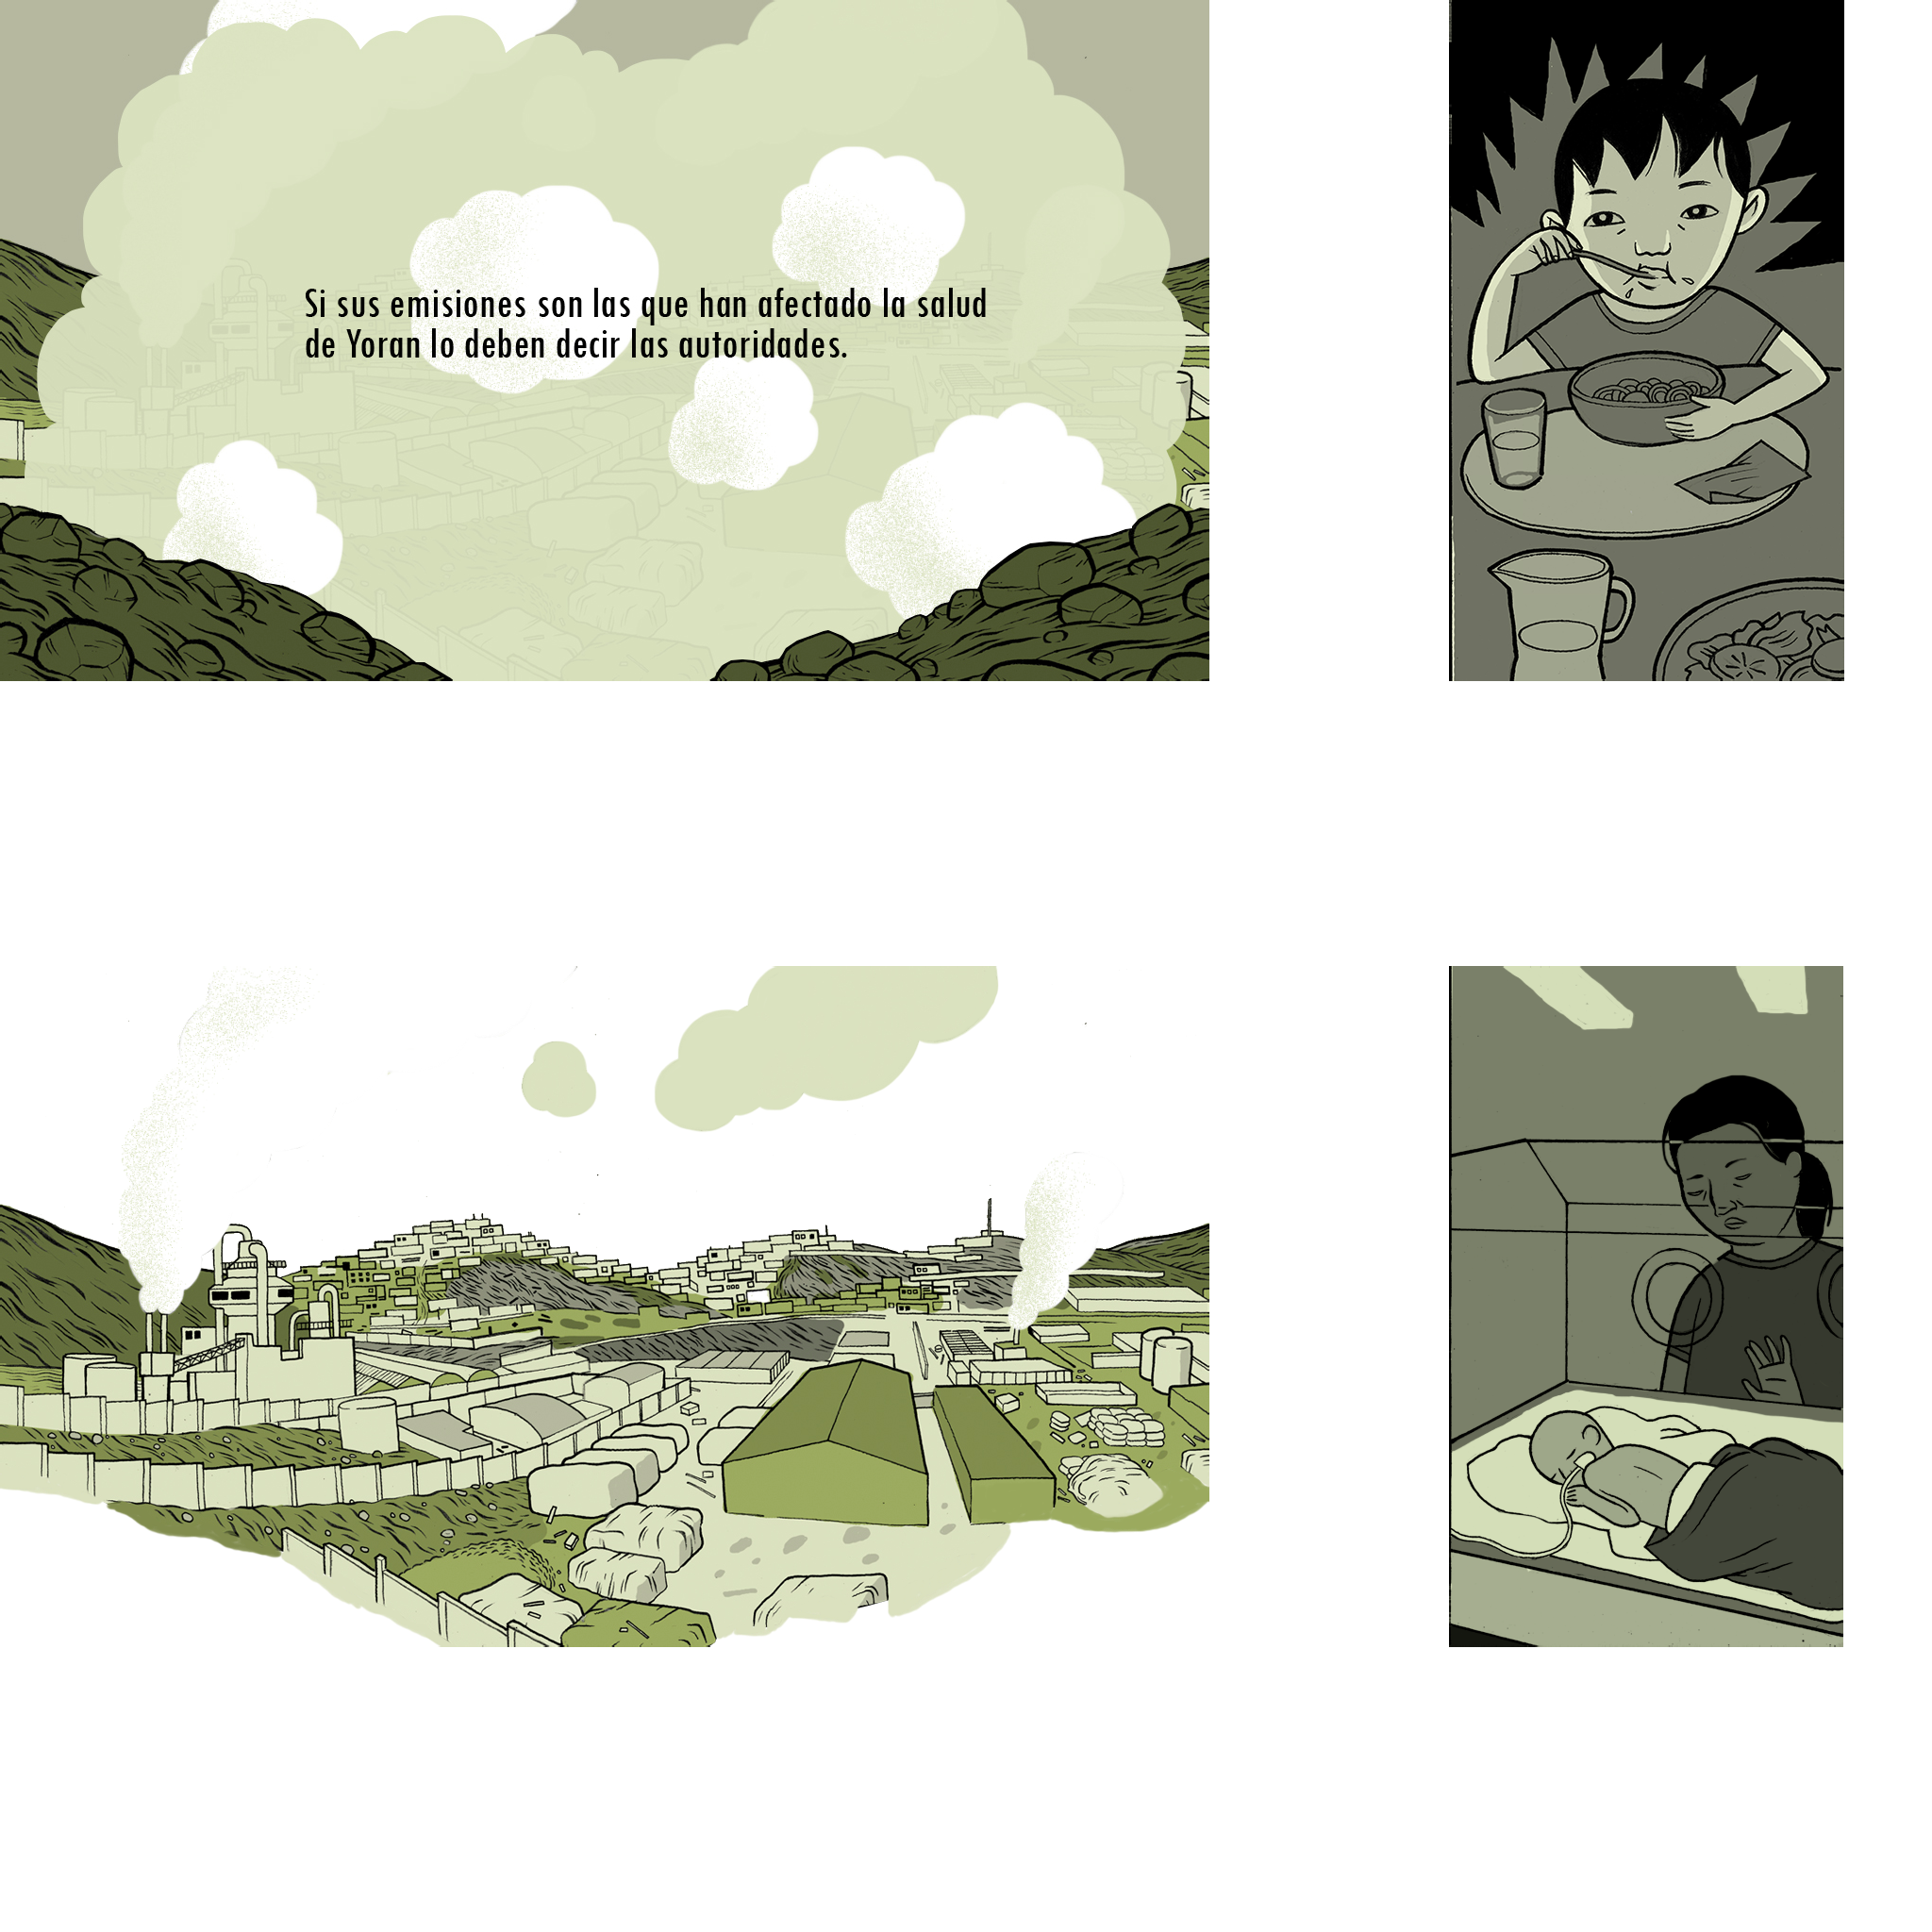 Si sus emisiones son las que han afectado la salud
de Yoran lo deben decir las autoridades.